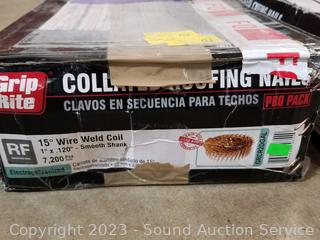 Grip Rite
COLLATED ROOFING NAILS
CLAVOS EN SECUENCIA PARA TECHOS
PRO PACK
RF
15° Wire Weld Coil
1" x .120" - Smooth Shank
7,200
Electrogalvanized
Copyright 2023 - Sound Auction Service